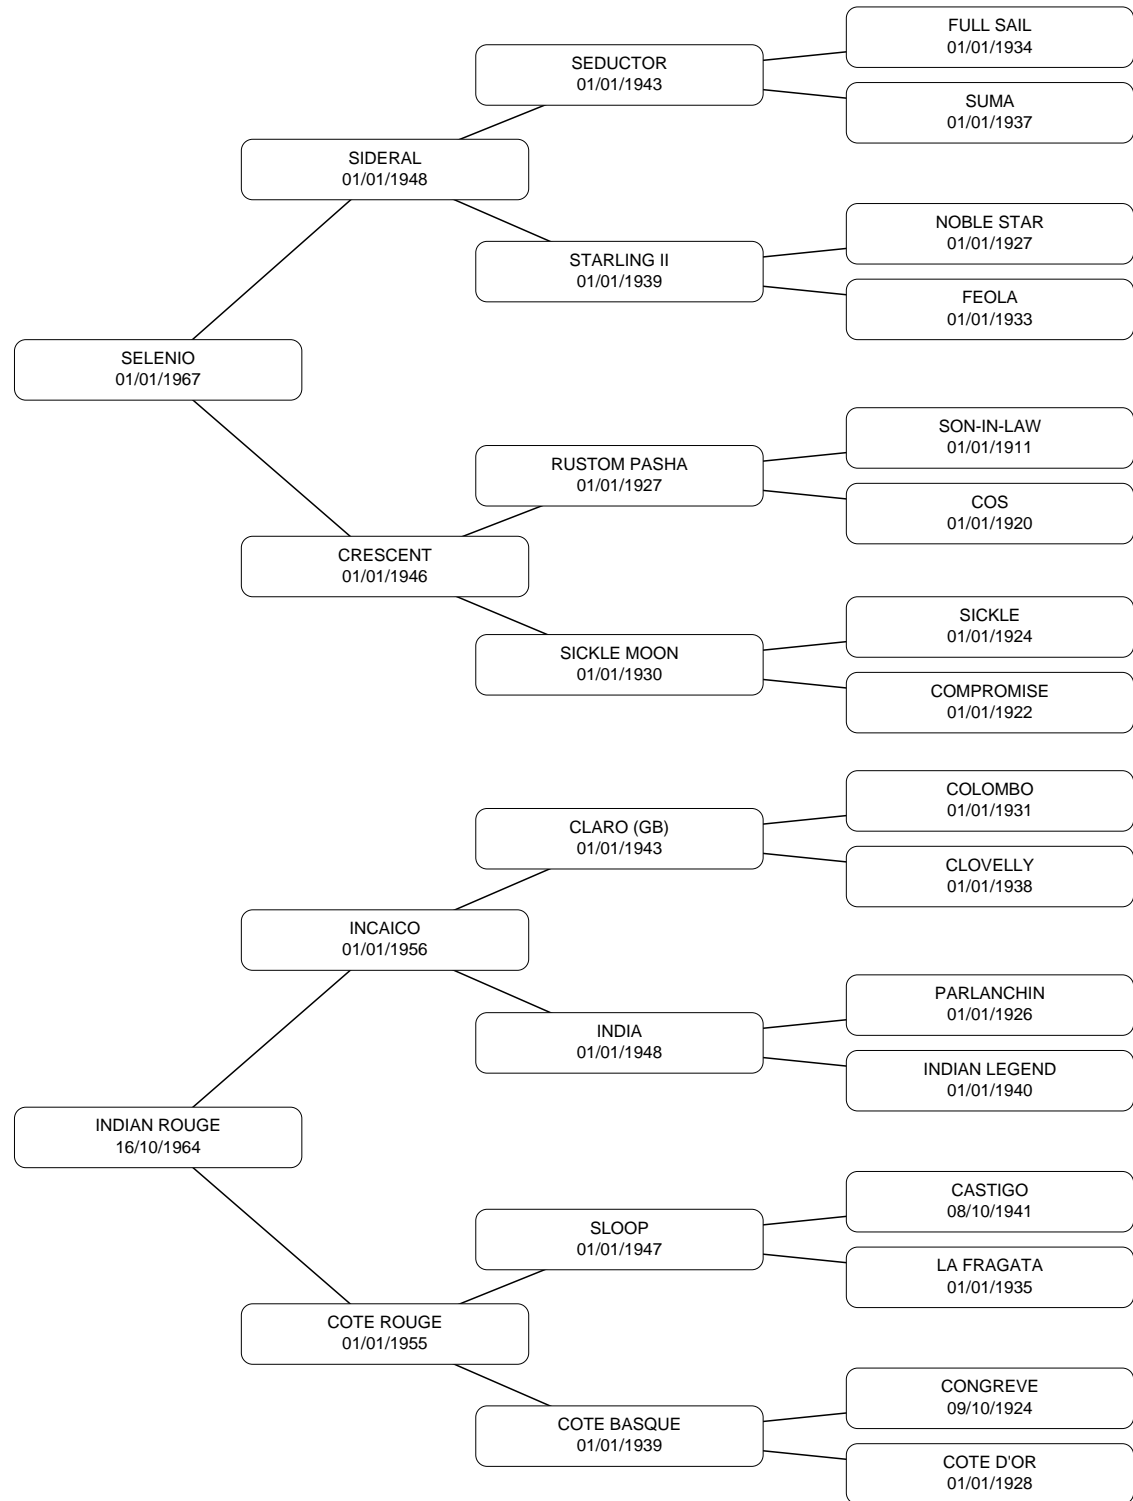 FULL SAIL
01/01/1934
SEDUCTOR
01/01/1943
SUMA
01/01/1937
SIDERAL
01/01/1948
NOBLE STAR
01/01/1927
STARLING II
01/01/1939
FEOLA
01/01/1933
SELENIO
01/01/1967
SON-IN-LAW
01/01/1911
RUSTOM PASHA
01/01/1927
COS
01/01/1920
CRESCENT
01/01/1946
SICKLE
01/01/1924
SICKLE MOON
01/01/1930
COMPROMISE
01/01/1922
COLOMBO
01/01/1931
CLARO (GB)
01/01/1943
CLOVELLY
01/01/1938
INCAICO
01/01/1956
PARLANCHIN
01/01/1926
INDIA
01/01/1948
INDIAN LEGEND
01/01/1940
INDIAN ROUGE
16/10/1964
CASTIGO
08/10/1941
SLOOP
01/01/1947
LA FRAGATA
01/01/1935
COTE ROUGE
01/01/1955
CONGREVE
09/10/1924
COTE BASQUE
01/01/1939
COTE D'OR
01/01/1928